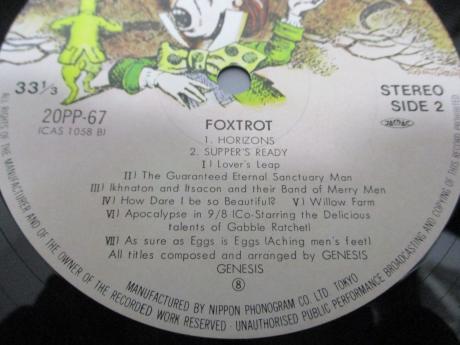 33 1/3
STEREO
SIDE 2
20PP-67
(CAS 1058 B)
FOXTROT
1. HORIZONS
2. SUPPER'S READY
I) Lover's Leap
II) The Guaranteed Eternal Sanctuary Man
III) Ikhnaton and Itsacon and their Band of Merry Men
IV) How Dare I be so Beautiful? V) Willow Farm
VI) Apocalypse in 9/8 (Co-Starring the Delicious
talents of Gabble Ratchet)
VII) As sure as Eggs is Eggs (Aching men's feet)
All titles composed and arranged by GENESIS
GENESIS
8
MANUFACTURED BY NIPPON PHONOGRAM CO. LTD. TOKYO
ALL RIGHTS OF THE MANUFACTURER AND OF THE OWNER OF THE RECORDED WORK RESERVED · UNAUTHORISED PUBLIC PERFORMANCE BROADCASTING AND COPYING OF THIS RECORD PROHIBITED